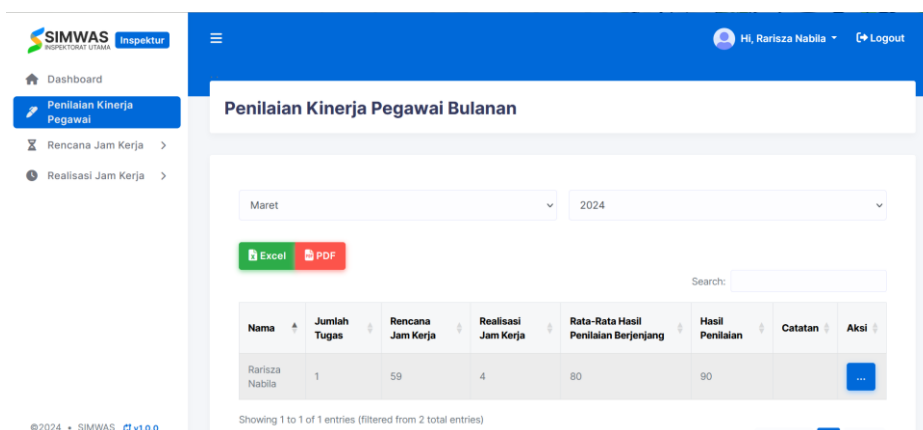 SIMWAS Inspektur
INSPEKTORAT UTAMA
Hi, Rarisza Nabila
Logout
Dashboard
Penilaian Kinerja
Pegawai
Rencana Jam Kerja
Realisasi Jam Kerja
Penilaian Kinerja Pegawai Bulanan
Maret
2024
Excel
PDF
Search:
Nama
Jumlah
Tugas
Rencana
Jam Kerja
Realisasi
Jam Kerja
Rata-Rata Hasil
Penilaian Berjenjang
Hasil
Penilaian
Catatan
Aksi
Rarisza
Nabila
1
59
4
80
90
...
Showing 1 to 1 of 1 entries (filtered from 2 total entries)
©2024 • SIMWAS v1.0.0